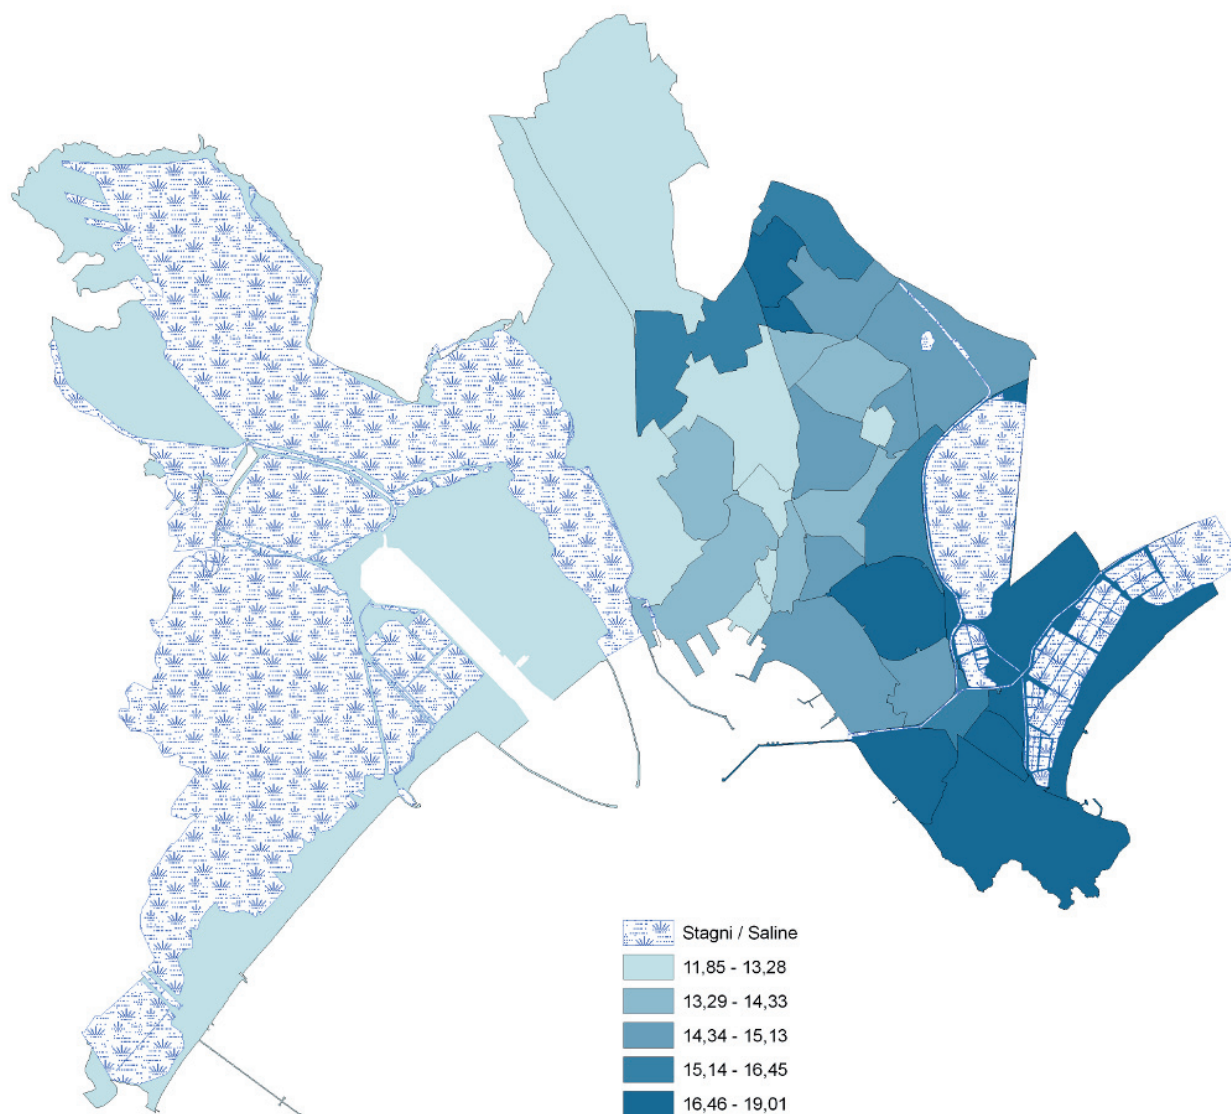 Stagni / Saline
11,85 - 13,28
13,29 - 14,33
14,34 - 15,13
15,14 - 16,45
16,46 - 19,01